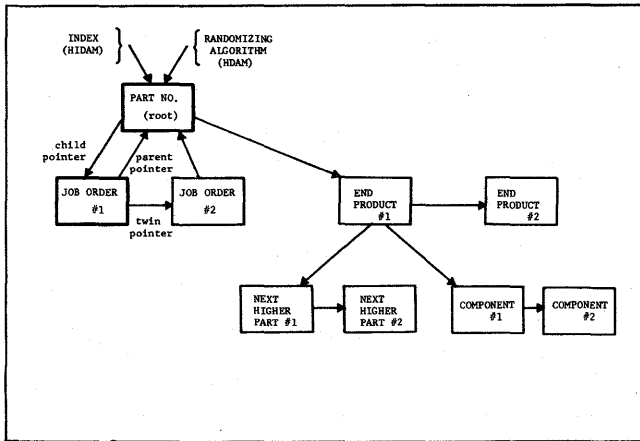 INDEX
(HIDAM)
RANDOMIZING
ALGORITHM
(HDAM)
PART NO.
(root)
child
pointer
parent
pointer
JOB ORDER
#1
JOB ORDER
#2
twin
pointer
END
PRODUCT
#1
END
PRODUCT
#2
NEXT
HIGHER
PART #1
NEXT
HIGHER
PART #2
COMPONENT
#1
COMPONENT
#2